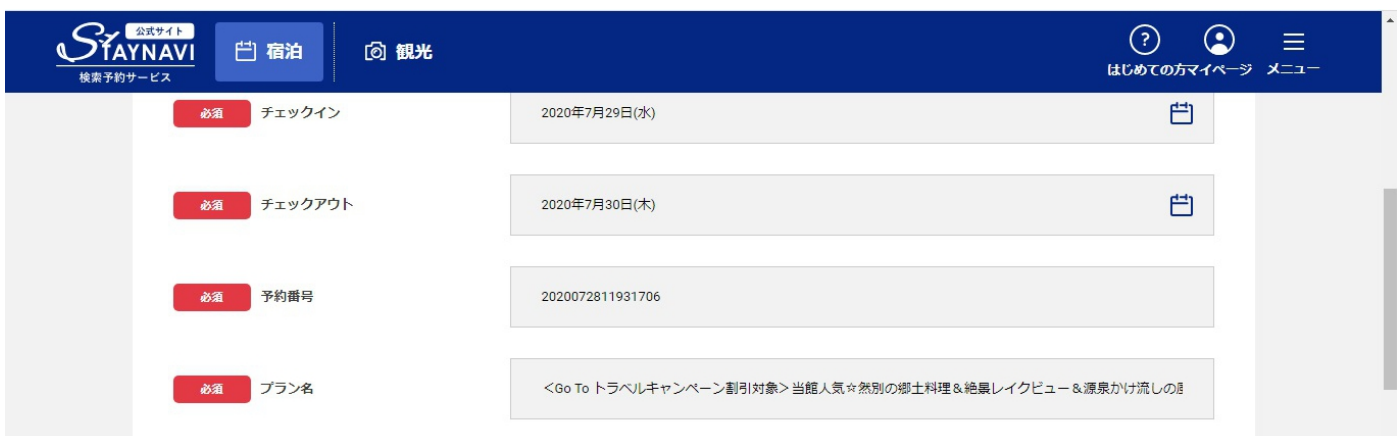 公式サイト
STAYNAVI
検索予約サービス
宿泊
観光
?
はじめての方
マイページ
メニュー
必須 チェックイン 2020年7月29日(水)
必須 チェックアウト 2020年7月30日(木)
必須 予約番号 2020072811931706
必須 プラン名 <Go To トラベルキャンペーン割引対象>当館人気☆然別の郷土料理&絶景レイクビュー&源泉かけ流しの